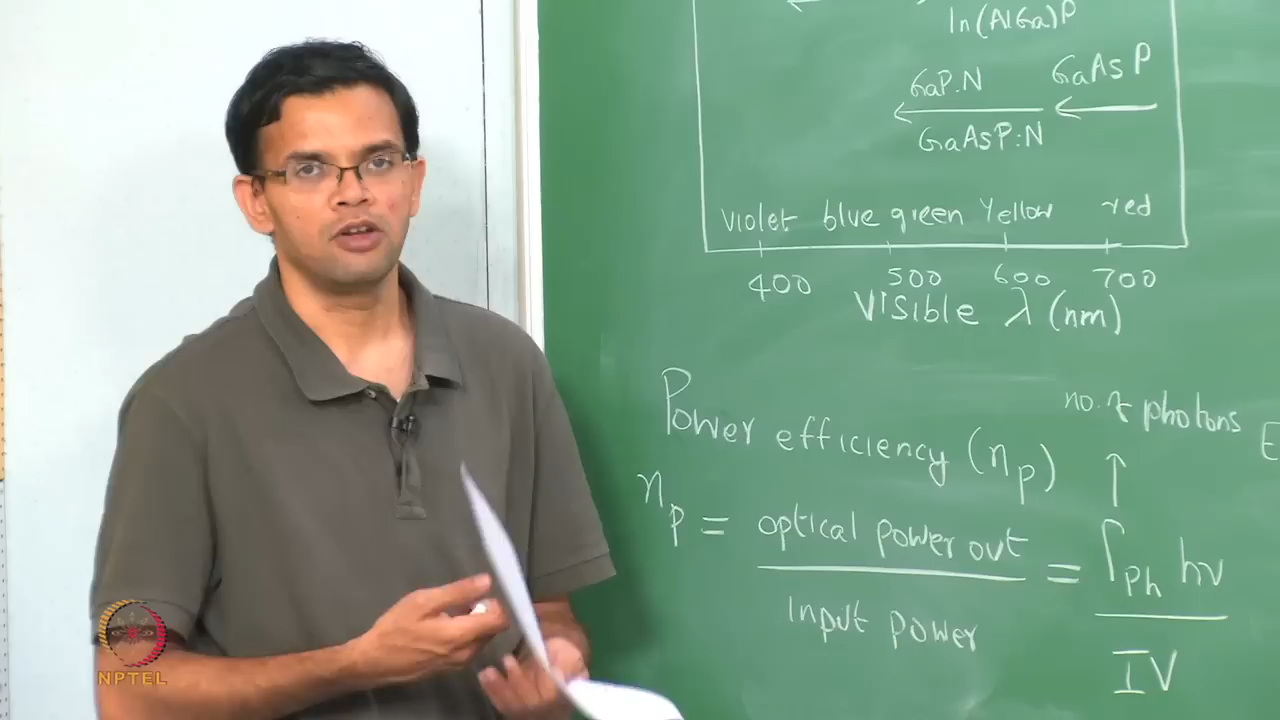 In(AlGa)P
GaP:N
GaAsP
GaAsP:N
Violet blue green Yellow red
400 500 600 700
Visible λ (nm)
no. of photons
Power efficiency (ηp)
ηp = optical power out / Input power = Γph hν / IV
NPTEL